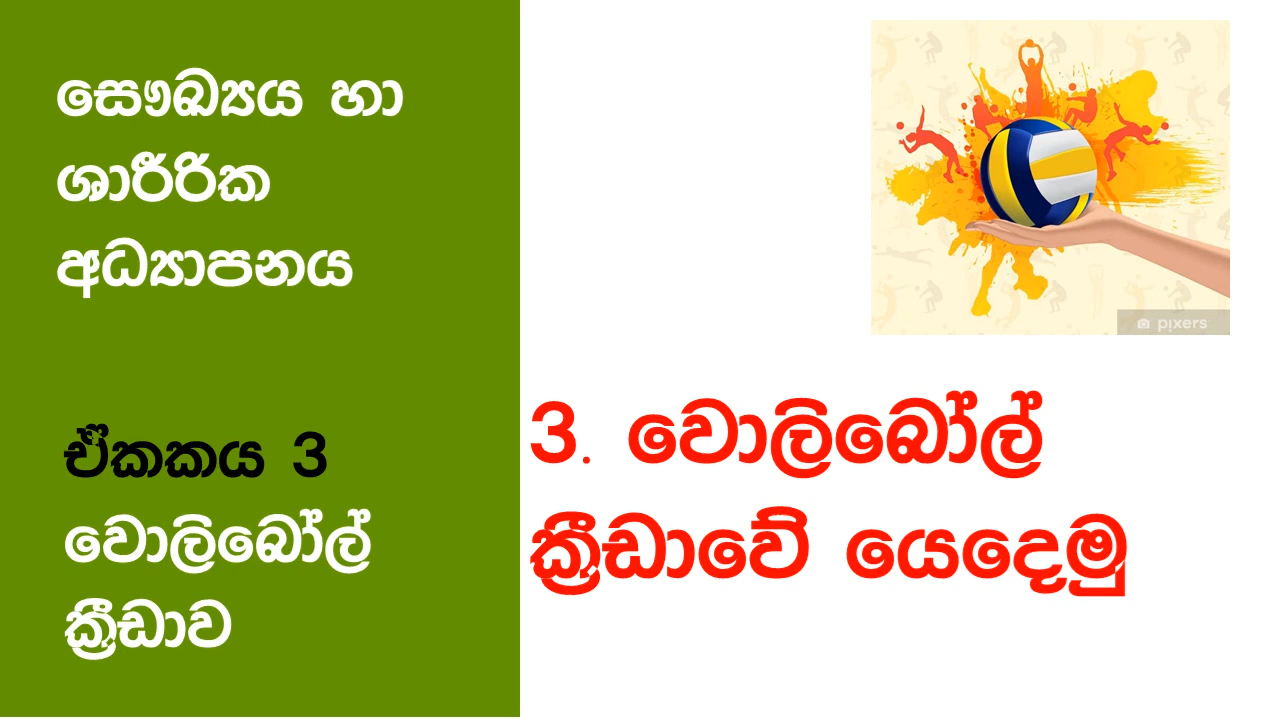 සෞඛ්‍යය හා
ශාරීරික
අධ්‍යාපනය
ඒකකය 3
වොලිබෝල්
ක්‍රීඩාව
3. වොලිබෝල්
ක්‍රීඩාවේ යෙදෙමු
pixers